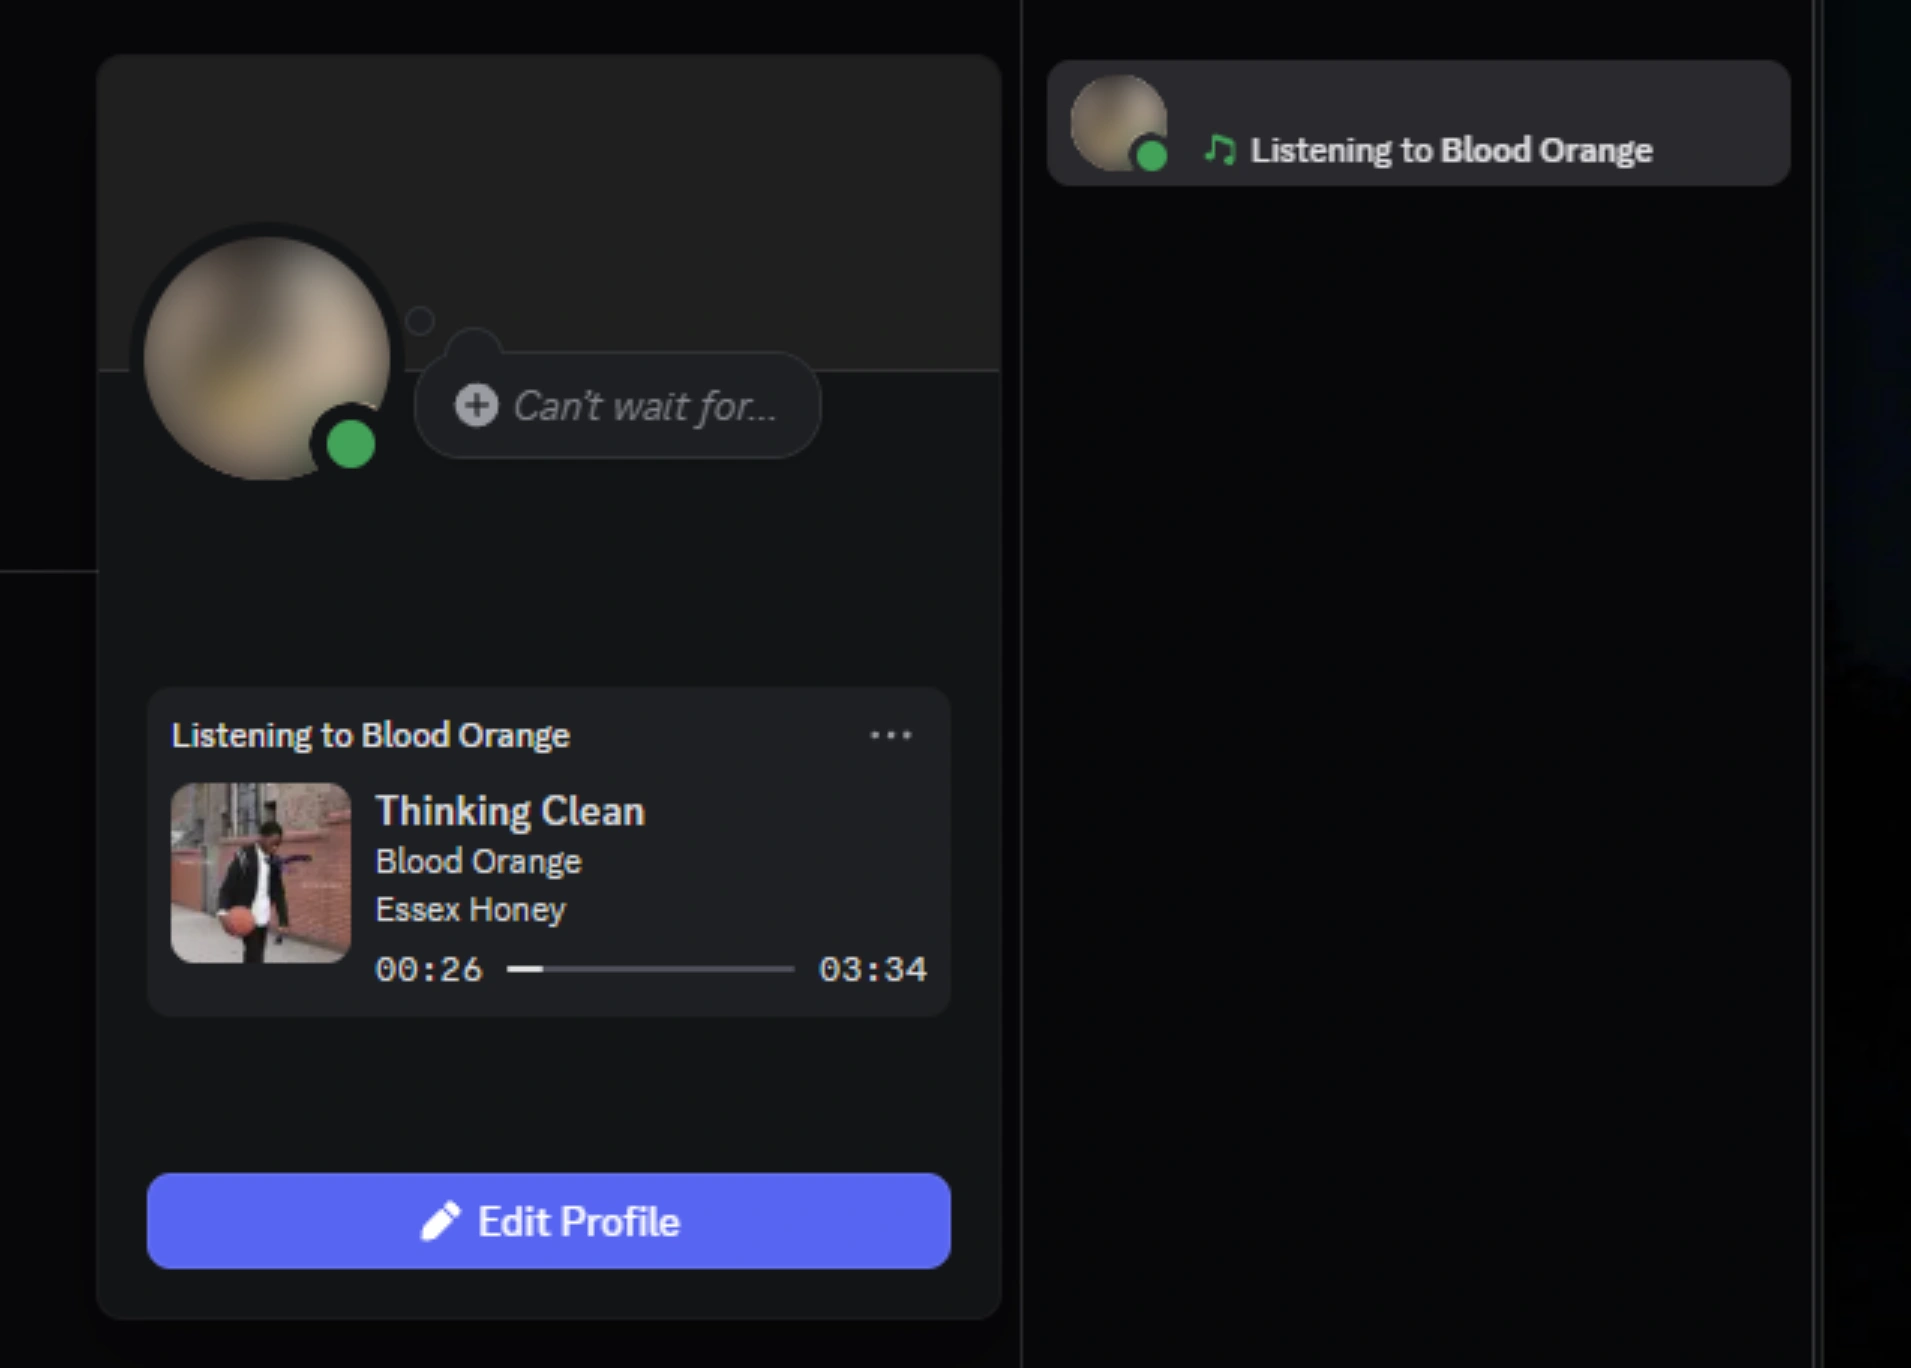 Can't wait for...
Listening to Blood Orange
Thinking Clean
Blood Orange
Essex Honey
00:26 03:34
Edit Profile
Listening to Blood Orange